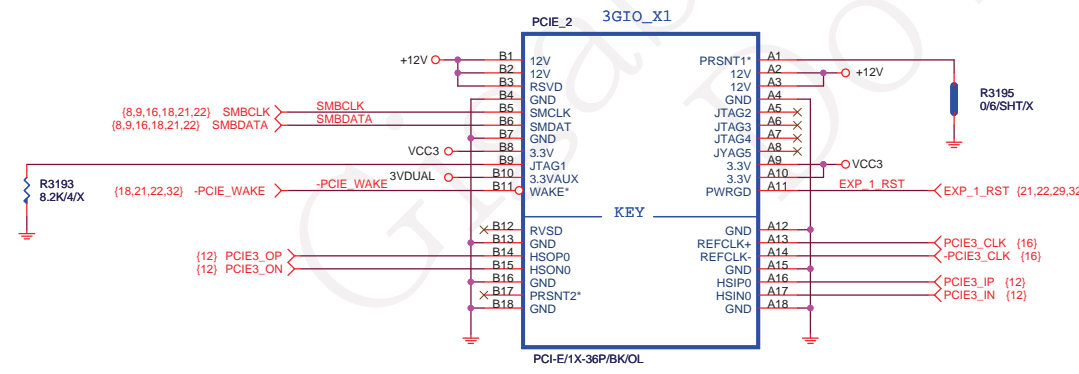 3GIO_X1
PCIE_2
+12V B1 12V PRSNT1* A1
B2 12V 12V A2 +12V
B3 RSVD 12V A3
B4 GND GND A4
{8,9,16,18,21,22} SMBCLK SMBCLK B5 SMCLK JTAG2 A5
{8,9,16,18,21,22} SMBDATA SMBDATA B6 SMDAT JTAG3 A6
B7 GND JTAG4 A7
VCC3 B8 3.3V JYAG5 A8
B9 JTAG1 3.3V A9 VCC3
3VDUAL B10 3.3VAUX 3.3V A10
{18,21,22,32} -PCIE_WAKE -PCIE_WAKE B11 WAKE* PWRGD A11 EXP_1_RST EXP_1_RST {21,22,29,32
R3195
0/6/SHT/X
R3193
8.2K/4/X
KEY
B12 RVSD GND A12
B13 GND REFCLK+ A13 PCIE3_CLK {16}
{12} PCIE3_OP B14 HSOP0 REFCLK- A14 -PCIE3_CLK {16}
{12} PCIE3_ON B15 HSON0 GND A15
B16 GND HSIP0 A16 PCIE3_IP {12}
B17 PRSNT2* HSIN0 A17 PCIE3_IN {12}
B18 GND GND A18
PCI-E/1X-36P/BK/OL